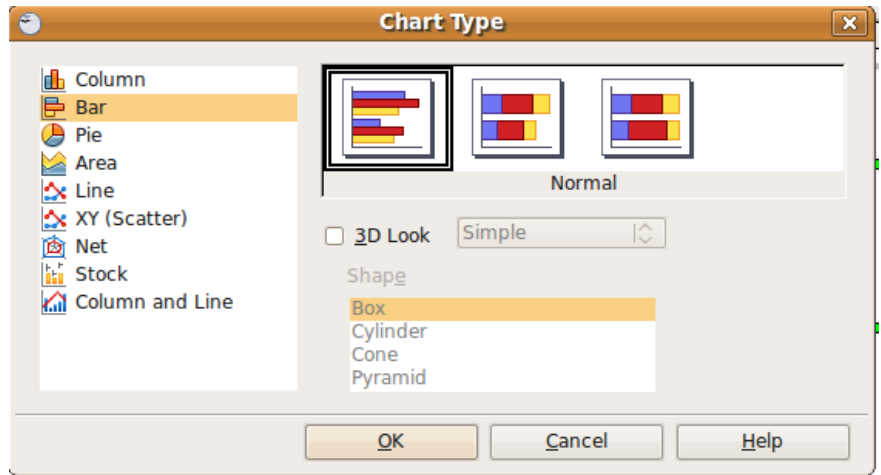 Chart Type
Column
Bar
Pie
Area
Line
XY (Scatter)
Net
Stock
Column and Line
Normal
3D Look
Simple
Shape
Box
Cylinder
Cone
Pyramid
OK
Cancel
Help